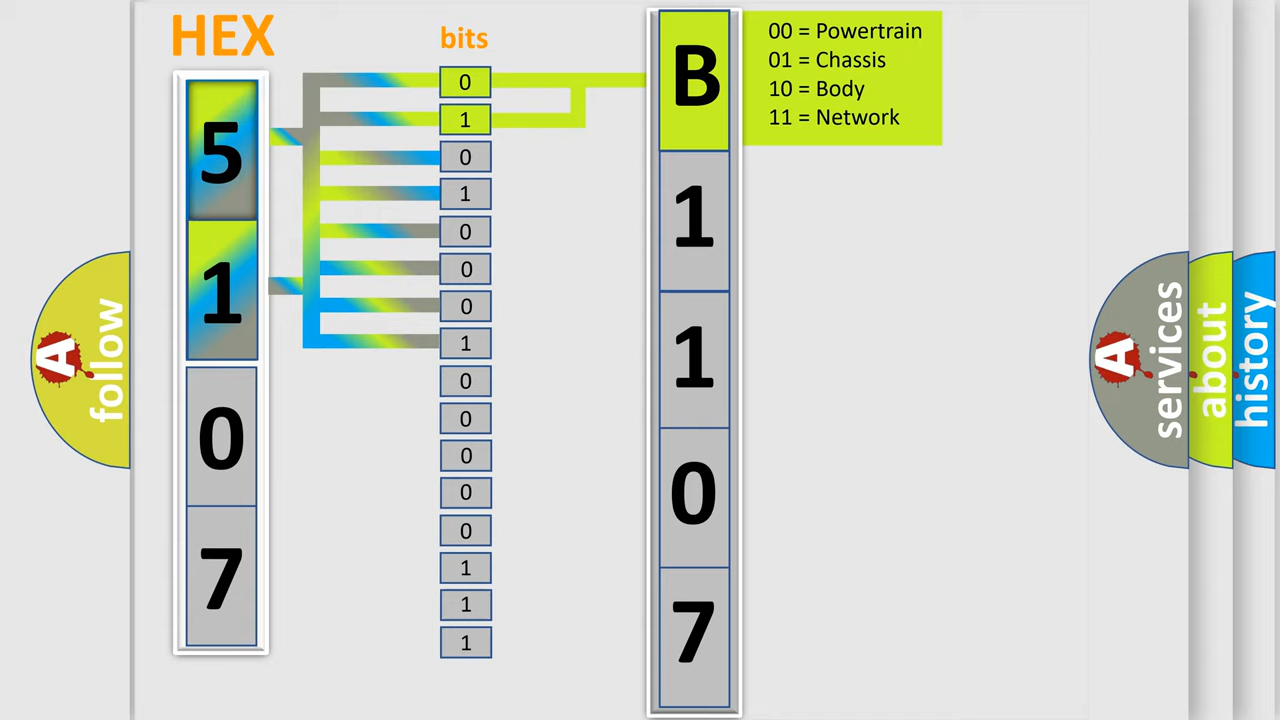 HEX
bits
5
1
0
7
0
1
0
1
0
0
0
1
0
0
0
0
0
1
1
1
B
1
1
0
7
00 = Powertrain
01 = Chassis
10 = Body
11 = Network
A
follow
A
services
about
history